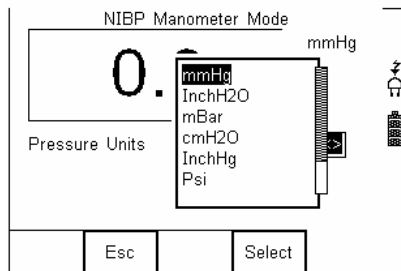 NIBP Manometer Mode
mmHg
0.
mmHg
InchH2O
mBar
cmH2O
InchHg
Psi
Pressure Units
<>
Esc
Select